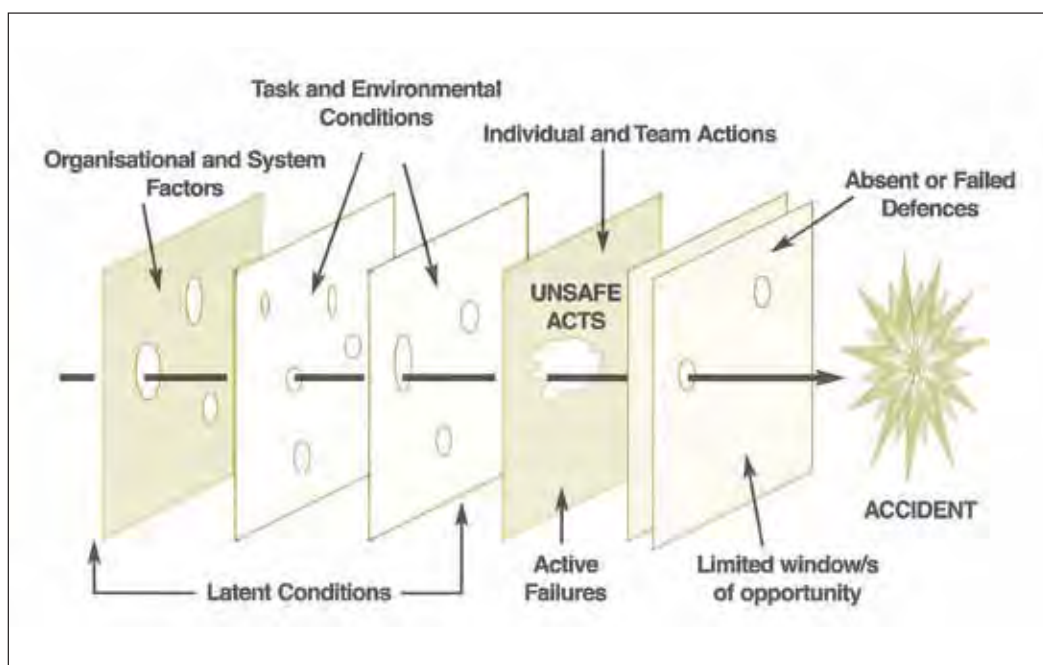 Task and Environmental
Conditions
Individual and Team Actions
Organisational and System
Factors
Absent or Failed
Defences
UNSAFE
ACTS
ACCIDENT
Latent Conditions
Active
Failures
Limited window/s
of opportunity